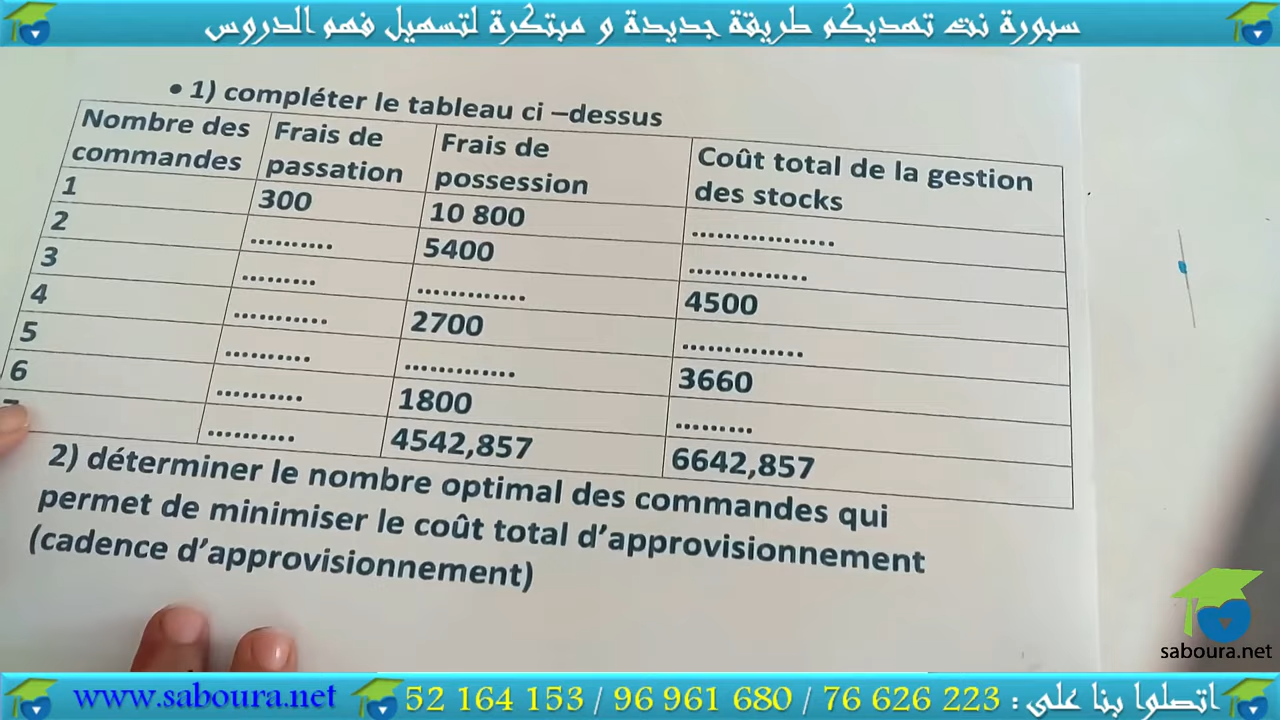 سبورة نت تهديكم طريقة جديدة و مبتكرة لتسهيل فهم الدروس
• 1) compléter le tableau ci –dessus
Nombre des commandes | Frais de passation | Frais de possession | Coût total de la gestion des stocks
1 | 300 | 10 800 | .................
2 | .......... | 5400 | ..............
3 | ......... | ............. | 4500
4 | ........... | 2700 | ..............
5 | .......... | ............. | 3660
6 | .......... | 1800 | .........
.......... | 4542,857 | 6642,857
2) déterminer le nombre optimal des commandes qui
permet de minimiser le coût total d’approvisionnement
(cadence d’approvisionnement)
saboura.net
www.saboura.net 52 164 153 / 96 961 680 / 76 626 223 : اتصلوا بنا على